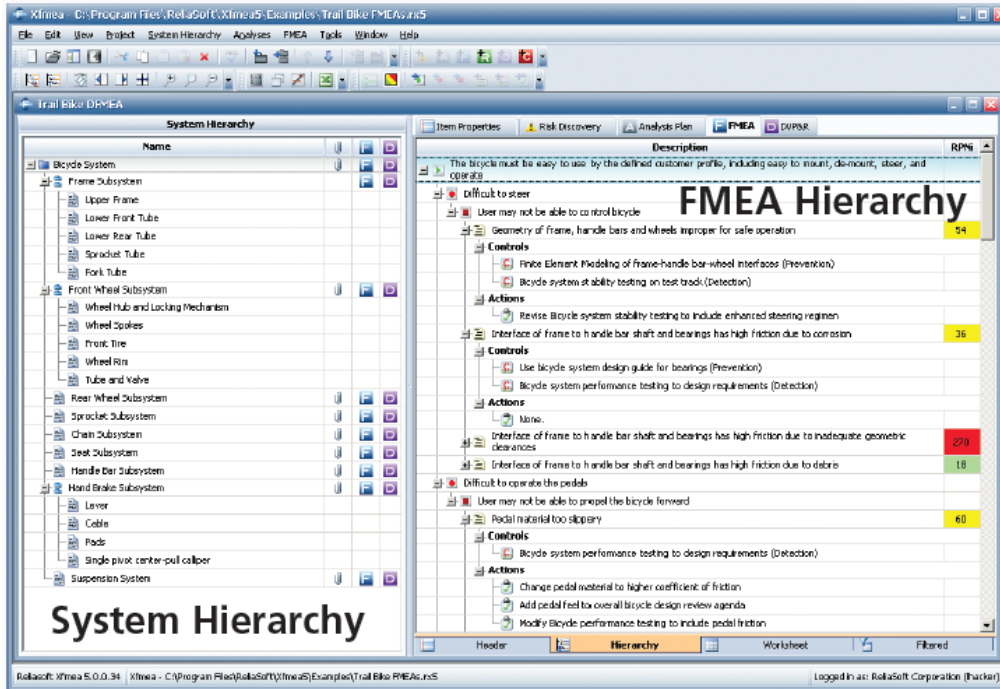 Xfmea - C:\Program Files\ReliaSoft\Xfmea5\Examples\Trail Bike FMEAs.rx5
File Edit View Project System Hierarchy Analyses FMEA Tools Window Help
Trail Bike DFMEA
System Hierarchy
Name
Bicycle System
Frame Subsystem
Upper Frame
Lower Front Tube
Lower Rear Tube
Sprocket Tube
Fork Tube
Front Wheel Subsystem
Wheel Hub and Locking Mechanism
Wheel Spokes
Front Tire
Wheel Rim
Tube and Valve
Rear Wheel Subsystem
Sprocket Subsystem
Chain Subsystem
Seat Subsystem
Handle Bar Subsystem
Hand Brake Subsystem
Lever
Cable
Pads
Single pivot center-pull calliper
Suspension System
System Hierarchy
Item Properties Risk Discovery Analysis Plan F FMEA D DVP&R
Description RPNi
The bicycle must be easy to use by the defined customer profile, including easy to mount, de-mount, steer, and
operate
FMEA Hierarchy
Difficult to steer
User may not be able to control bicycle
Geometry of frame, handle bars and wheels improper for safe operation 54
Controls
Finite Element Modeling of frame-handle bar-wheel interfaces (Prevention)
Bicycle system stability testing on test track (Detection)
Actions
Revise Bicycle system stability testing to include enhanced steering regimen
Interface of frame to handle bar shaft and bearings has high friction due to corrosion 36
Controls
Use bicycle system design guide for bearings (Prevention)
Bicycle system performance testing to design requirements (Detection)
Actions
None.
Interface of frame to handle bar shaft and bearings has high friction due to inadequate geometric
clearances 270
Interface of frame to handle bar shaft and bearings has high friction due to debris 18
Difficult to operate the pedals
User may not be able to propel the bicycle forward
Pedal material too slippery 60
Controls
Bicycle system performance testing to design requirements (Detection)
Actions
Change pedal material to higher coefficient of friction
Add pedal feel to overall bicycle design review agenda
Modify Bicycle performance testing to include pedal friction
Header Hierarchy Worksheet Filtered
Reliasoft Xfmea 5.0.0.34 Xfmea - C:\Program Files\ReliaSoft\Xfmea5\Examples\Trail Bike FMEAs.rx5 Logged in as: ReliaSoft Corporation (lhacker)